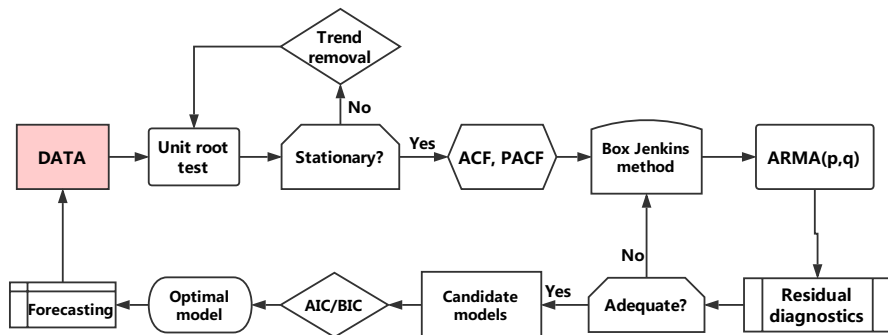 Trend
removal
No
DATA
Unit root
test
Stationary?
Yes
ACF, PACF
Box Jenkins
method
ARMA(p,q)
No
Forecasting
Optimal
model
AIC/BIC
Candidate
models
Yes
Adequate?
Residual
diagnostics